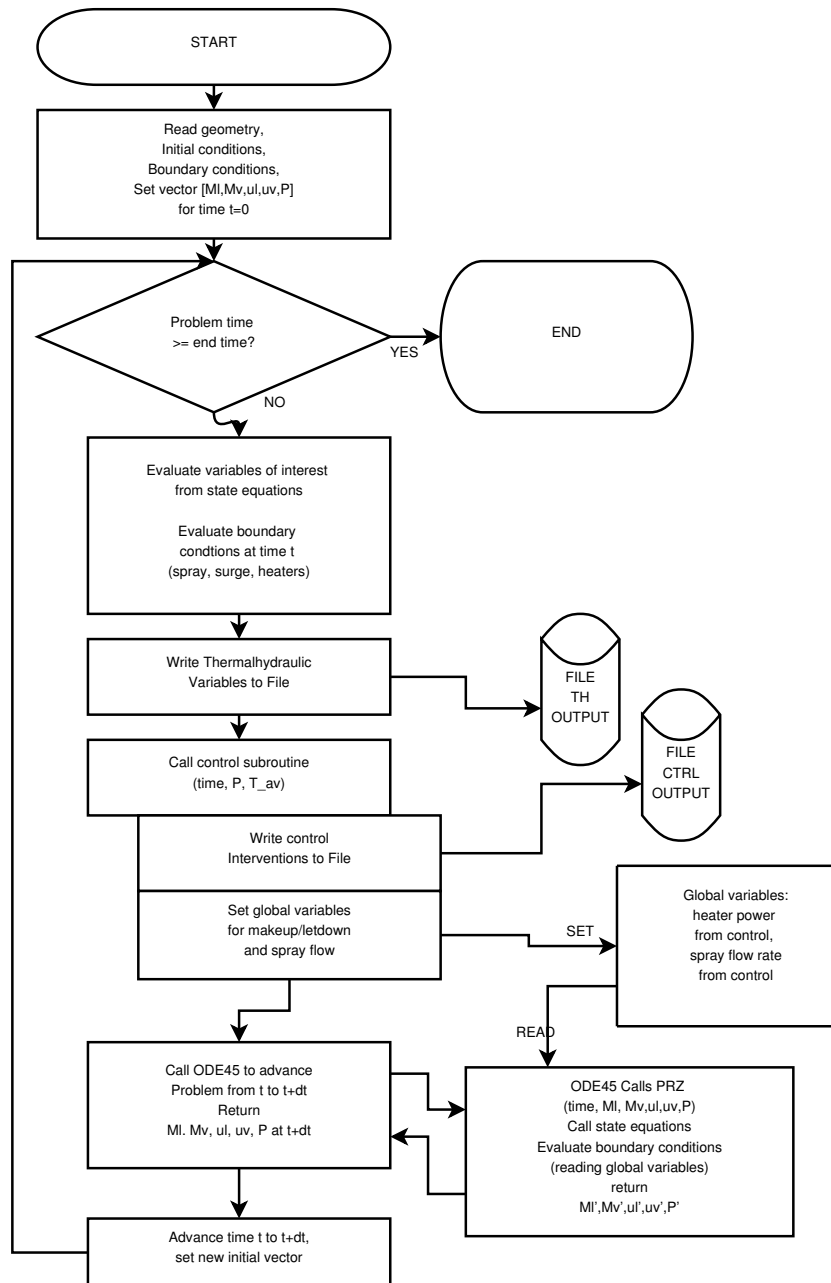 START
Read geometry,
Initial conditions,
Boundary conditions,
Set vector [Ml,Mv,ul,uv,P]
for time t=0
Problem time
>= end time?
YES
END
NO
Evaluate variables of interest
from state equations
Evaluate boundary
condtions at time t
(spray, surge, heaters)
Write Thermalhydraulic
Variables to File
FILE
TH
OUTPUT
Call control subroutine
(time, P, T_av)
FILE
CTRL
OUTPUT
Write control
Interventions to File
Set global variables
for makeup/letdown
and spray flow
SET
Global variables:
heater power
from control,
spray flow rate
from control
READ
Call ODE45 to advance
Problem from t to t+dt
Return
Ml. Mv, ul, uv, P at t+dt
ODE45 Calls PRZ
(time, Ml, Mv,ul,uv,P)
Call state equations
Evaluate boundary conditions
(reading global variables)
return
Ml',Mv',ul',uv',P'
Advance time t to t+dt,
set new initial vector